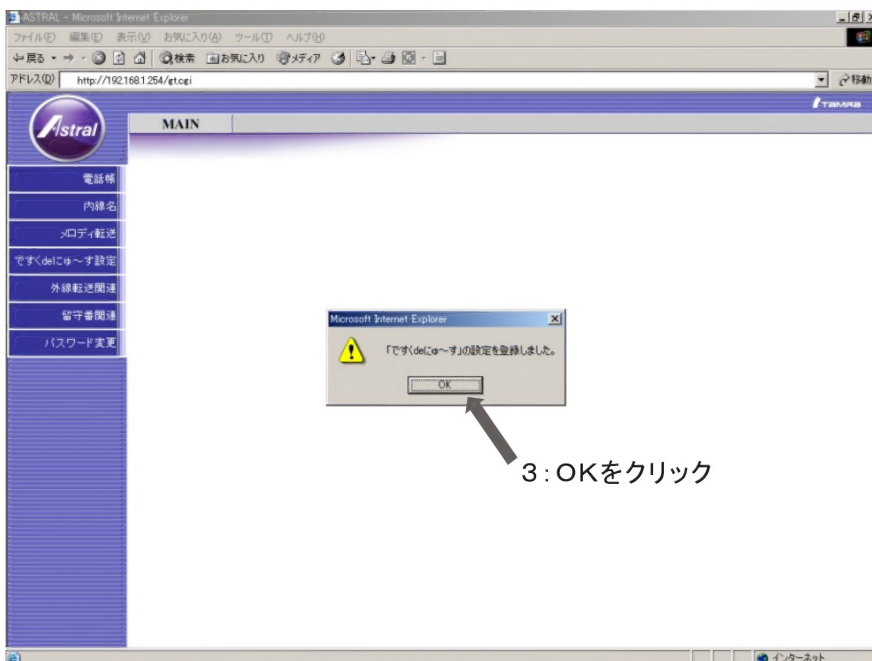 ASTRAL - Microsoft Internet Explorer
ファイル(F) 編集(E) 表示(V) お気に入り(A) ツール(T) ヘルプ(H)
戻る 検索 お気に入り メディア
アドレス(D) http://192.168.1.254/gt.cgi 移動
TAMRA
Astral
MAIN
電話帳
内線名
メロディ転送
ですくdelにゅ～す設定
外線転送関連
留守番関連
パスワード変更
Microsoft Internet Explorer
「ですくdelにゅ～す」の設定を登録しました。
OK
3：OKをクリック
インターネット